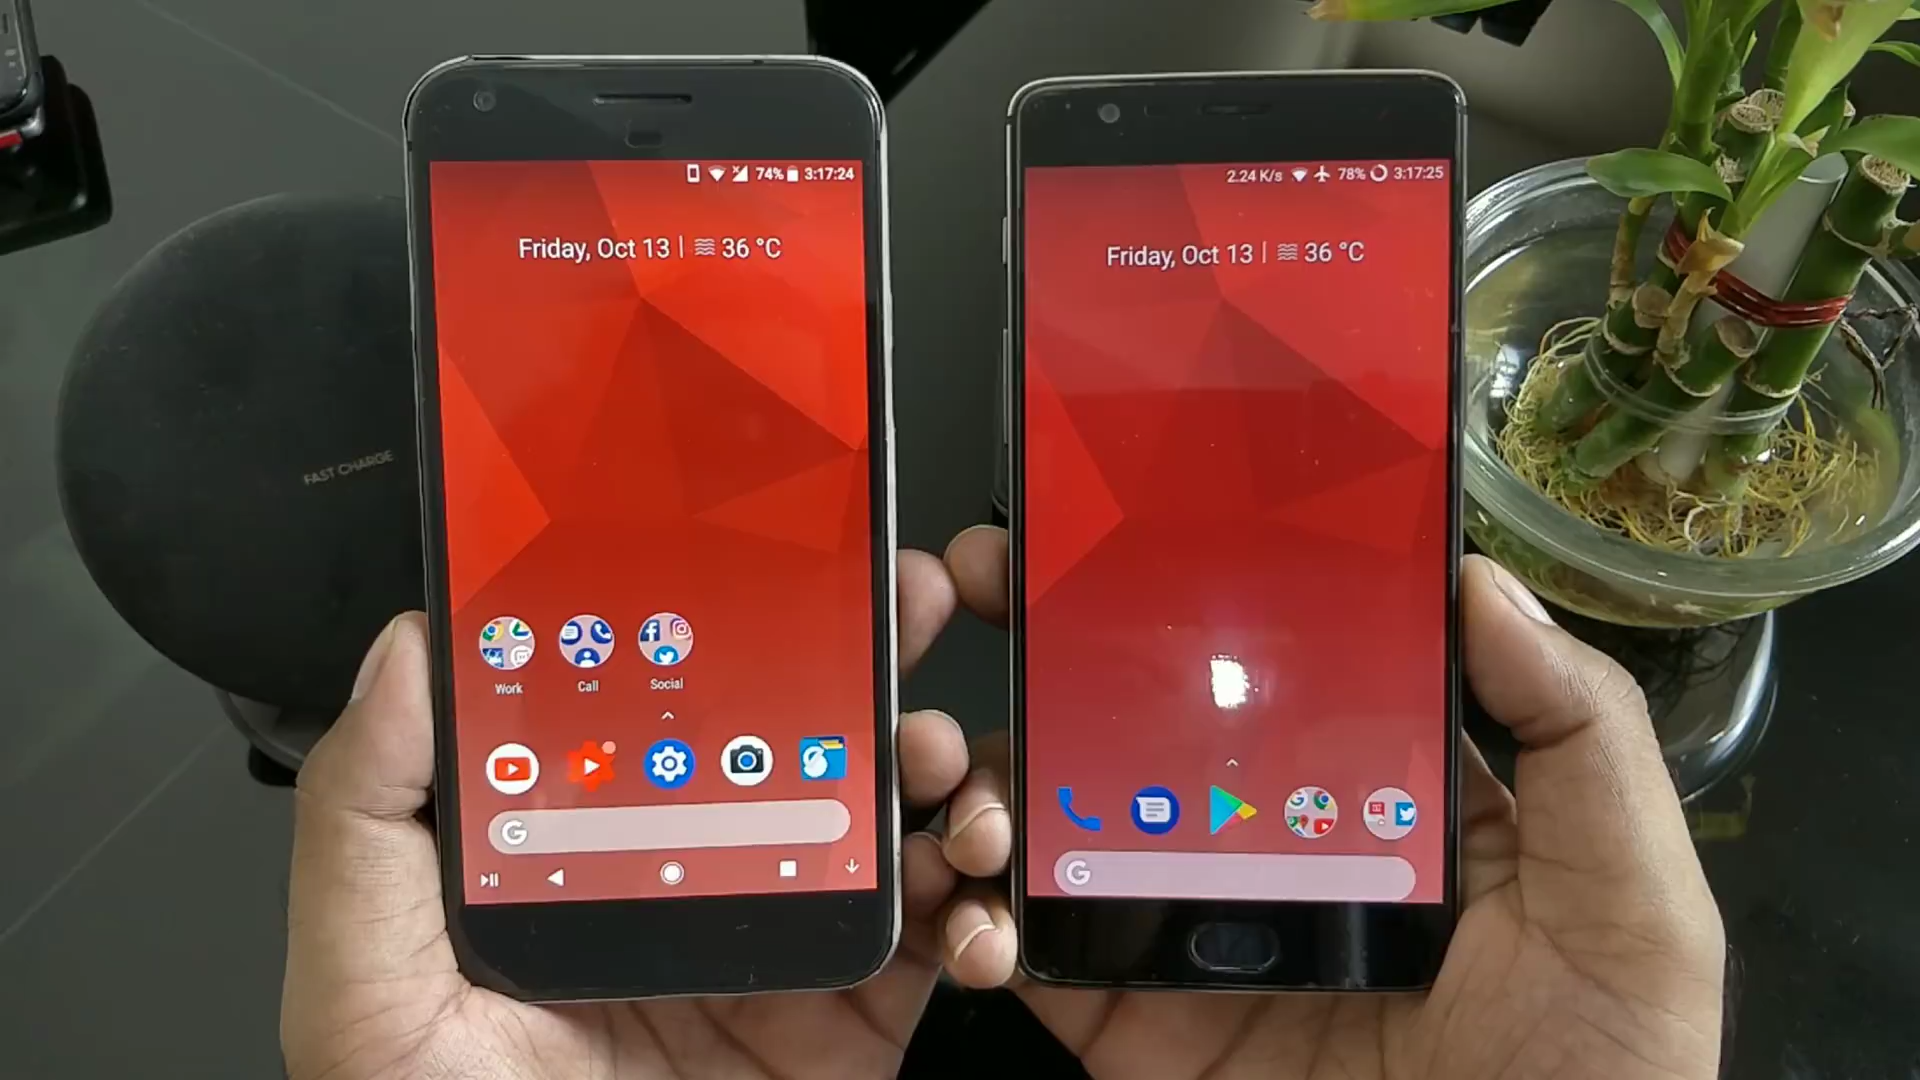 74% 3:17:24
Friday, Oct 13 | 36 °C
Work Call Social
G
2.24 K/s 78% 3:17:25
Friday, Oct 13 | 36 °C
G
FAST CHARGE